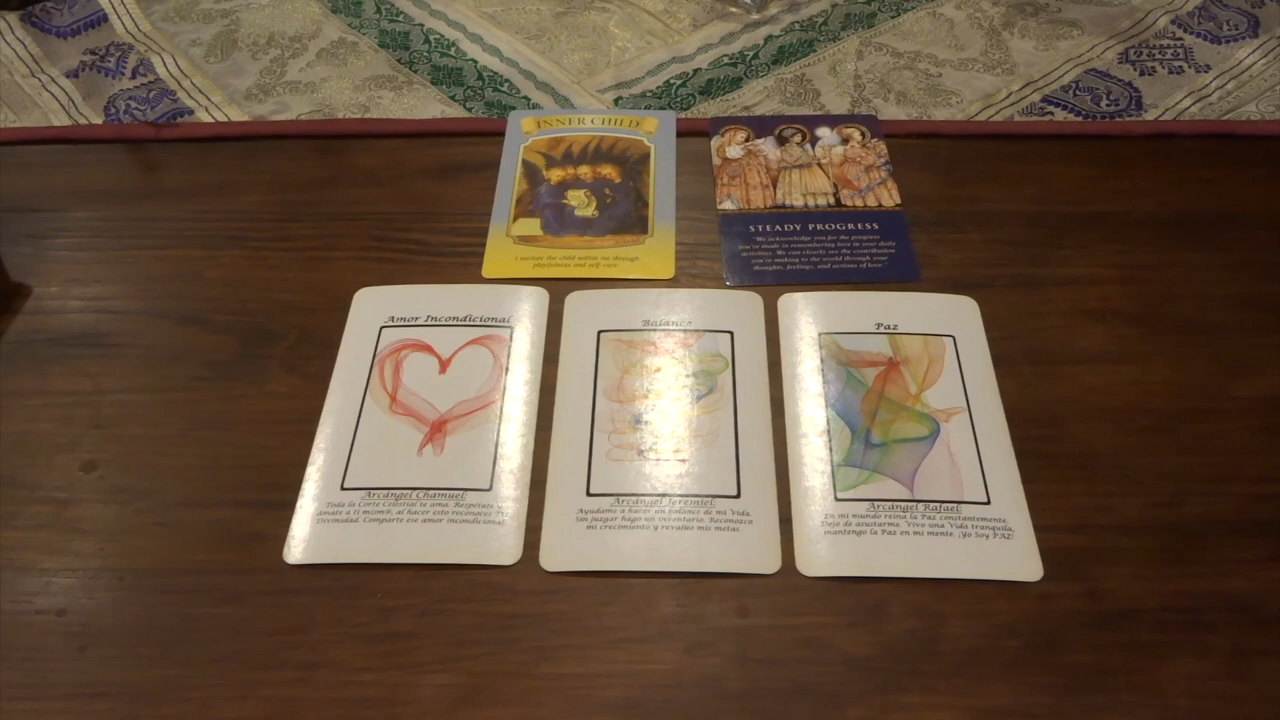 INNER CHILD
I nurture the child within me through
playfulness and self-care.
STEADY PROGRESS
"We acknowledge you for the progress
you've made in remembering love in your daily
activities. We can clearly see the contribution
you're making to the world through your
thoughts, feelings, and actions of love."
Amor Incondicional
Arcángel Chamuel:
Toda la Corte Celestial te ama. Respétate y
ámate a ti mism@, al hacer esto reconoces tu
Divinidad. Comparte ese amor incondicional.
Balance
Arcángel Jeremiel:
Ayúdame a hacer un balance de mi Vida.
Sin juzgar hago un inventario. Reconozco
mi crecimiento y revalúo mis metas.
Paz
Arcángel Rafael:
En mi mundo reina la Paz constantemente.
Dejo de asustarme. Vivo una Vida tranquila,
mantengo la Paz en mi mente. ¡Yo Soy PAZ!